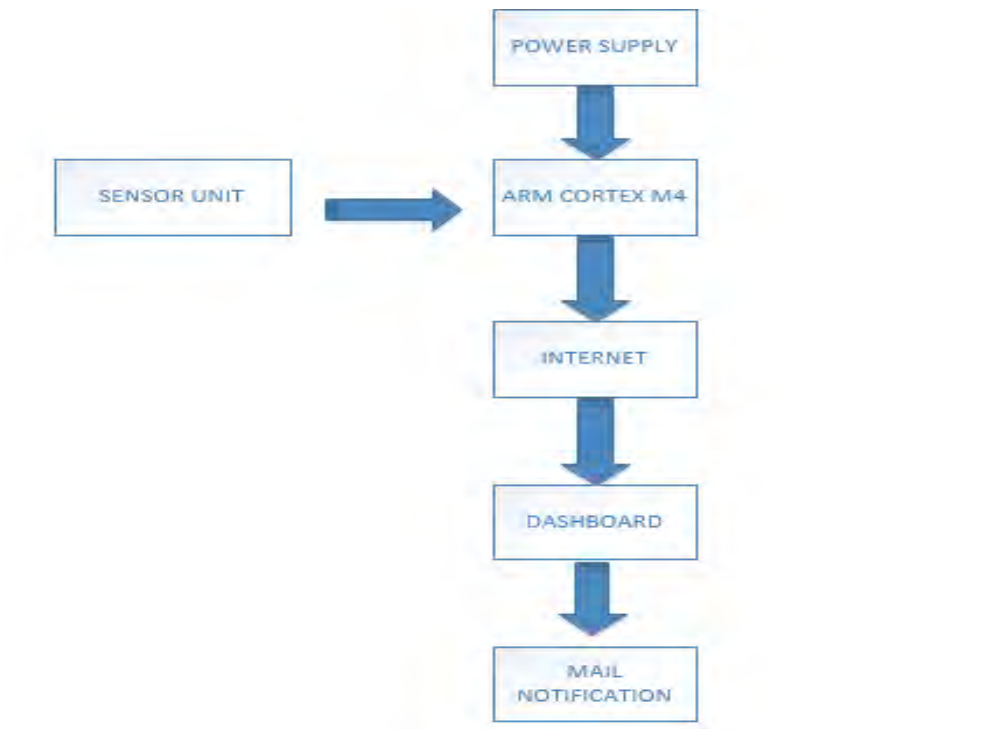 POWER SUPPLY
SENSOR UNIT
ARM CORTEX M4
INTERNET
DASHBOARD
MAIL
NOTIFICATION